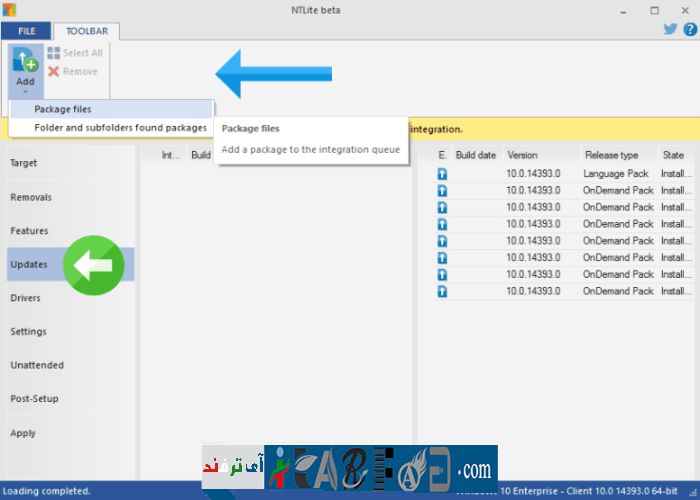 NTLite beta
FILE TOOLBAR
Add
Select All
Remove
Package files
Folder and subfolders found packages
Package files
Add a package to the integration queue
integration.
Int... Build
E. Build date Version Release type State
10.0.14393.0 Language Pack Install...
10.0.14393.0 OnDemand Pack Install...
10.0.14393.0 OnDemand Pack Install...
10.0.14393.0 OnDemand Pack Install...
10.0.14393.0 OnDemand Pack Install...
10.0.14393.0 OnDemand Pack Install...
10.0.14393.0 OnDemand Pack Install...
10.0.14393.0 OnDemand Pack Install...
Target
Removals
Features
Updates
Drivers
Settings
Unattended
Post-Setup
Apply
آی ترفند
.com
Loading completed.
10 Enterprise - Client 10.0 14393.0 64-bit